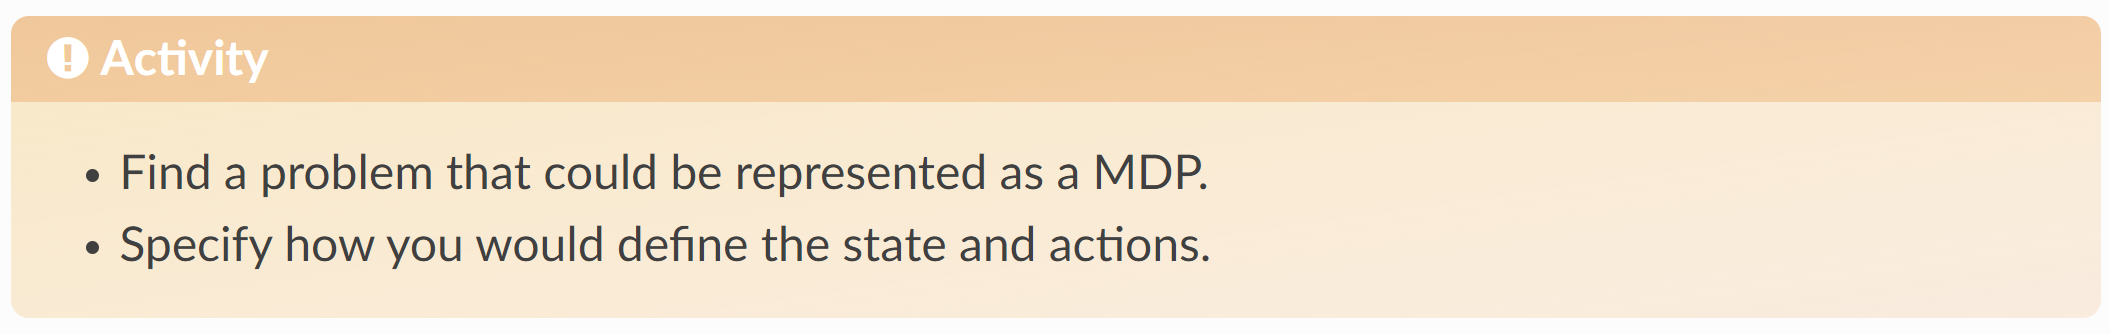 Activity
• Find a problem that could be represented as a MDP.
• Specify how you would define the state and actions.